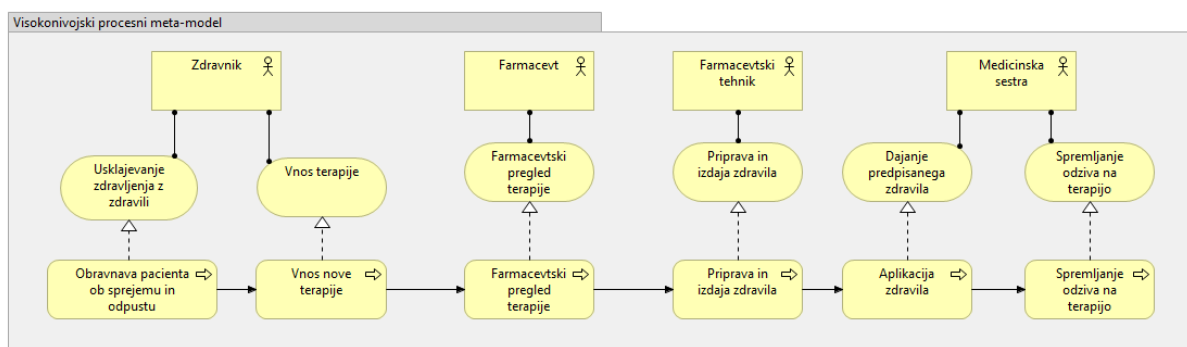 Visokonivojski procesni meta-model
Zdravnik
Farmacevt
Farmacevtski
tehnik
Medicinska
sestra
Usklajevanje
zdravljenja z
zdravili
Vnos terapije
Farmacevtski
pregled
terapije
Priprava in
izdaja zdravila
Dajanje
predpisanega
zdravila
Spremljanje
odziva na
terapijo
Obravnava pacienta
ob sprejemu in
odpustu
Vnos nove
terapije
Farmacevtski
pregled
terapije
Priprava in
izdaja zdravila
Aplikacija
zdravila
Spremljanje
odziva na
terapijo